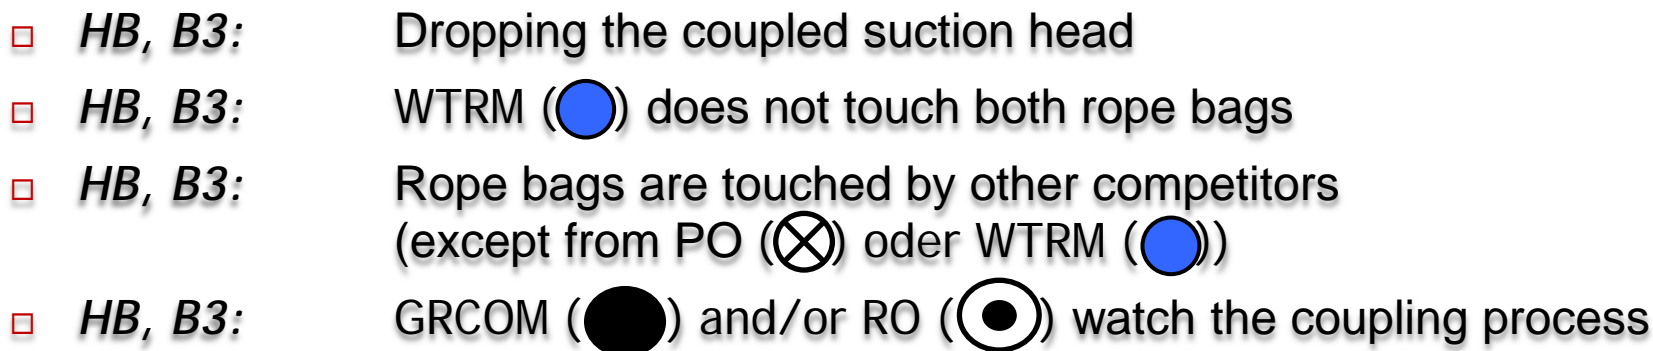 HB, B3: Dropping the coupled suction head
HB, B3: WTRM () does not touch both rope bags
HB, B3: Rope bags are touched by other competitors
(except from PO () oder WTRM ())
HB, B3: GRCOM () and/or RO () watch the coupling process